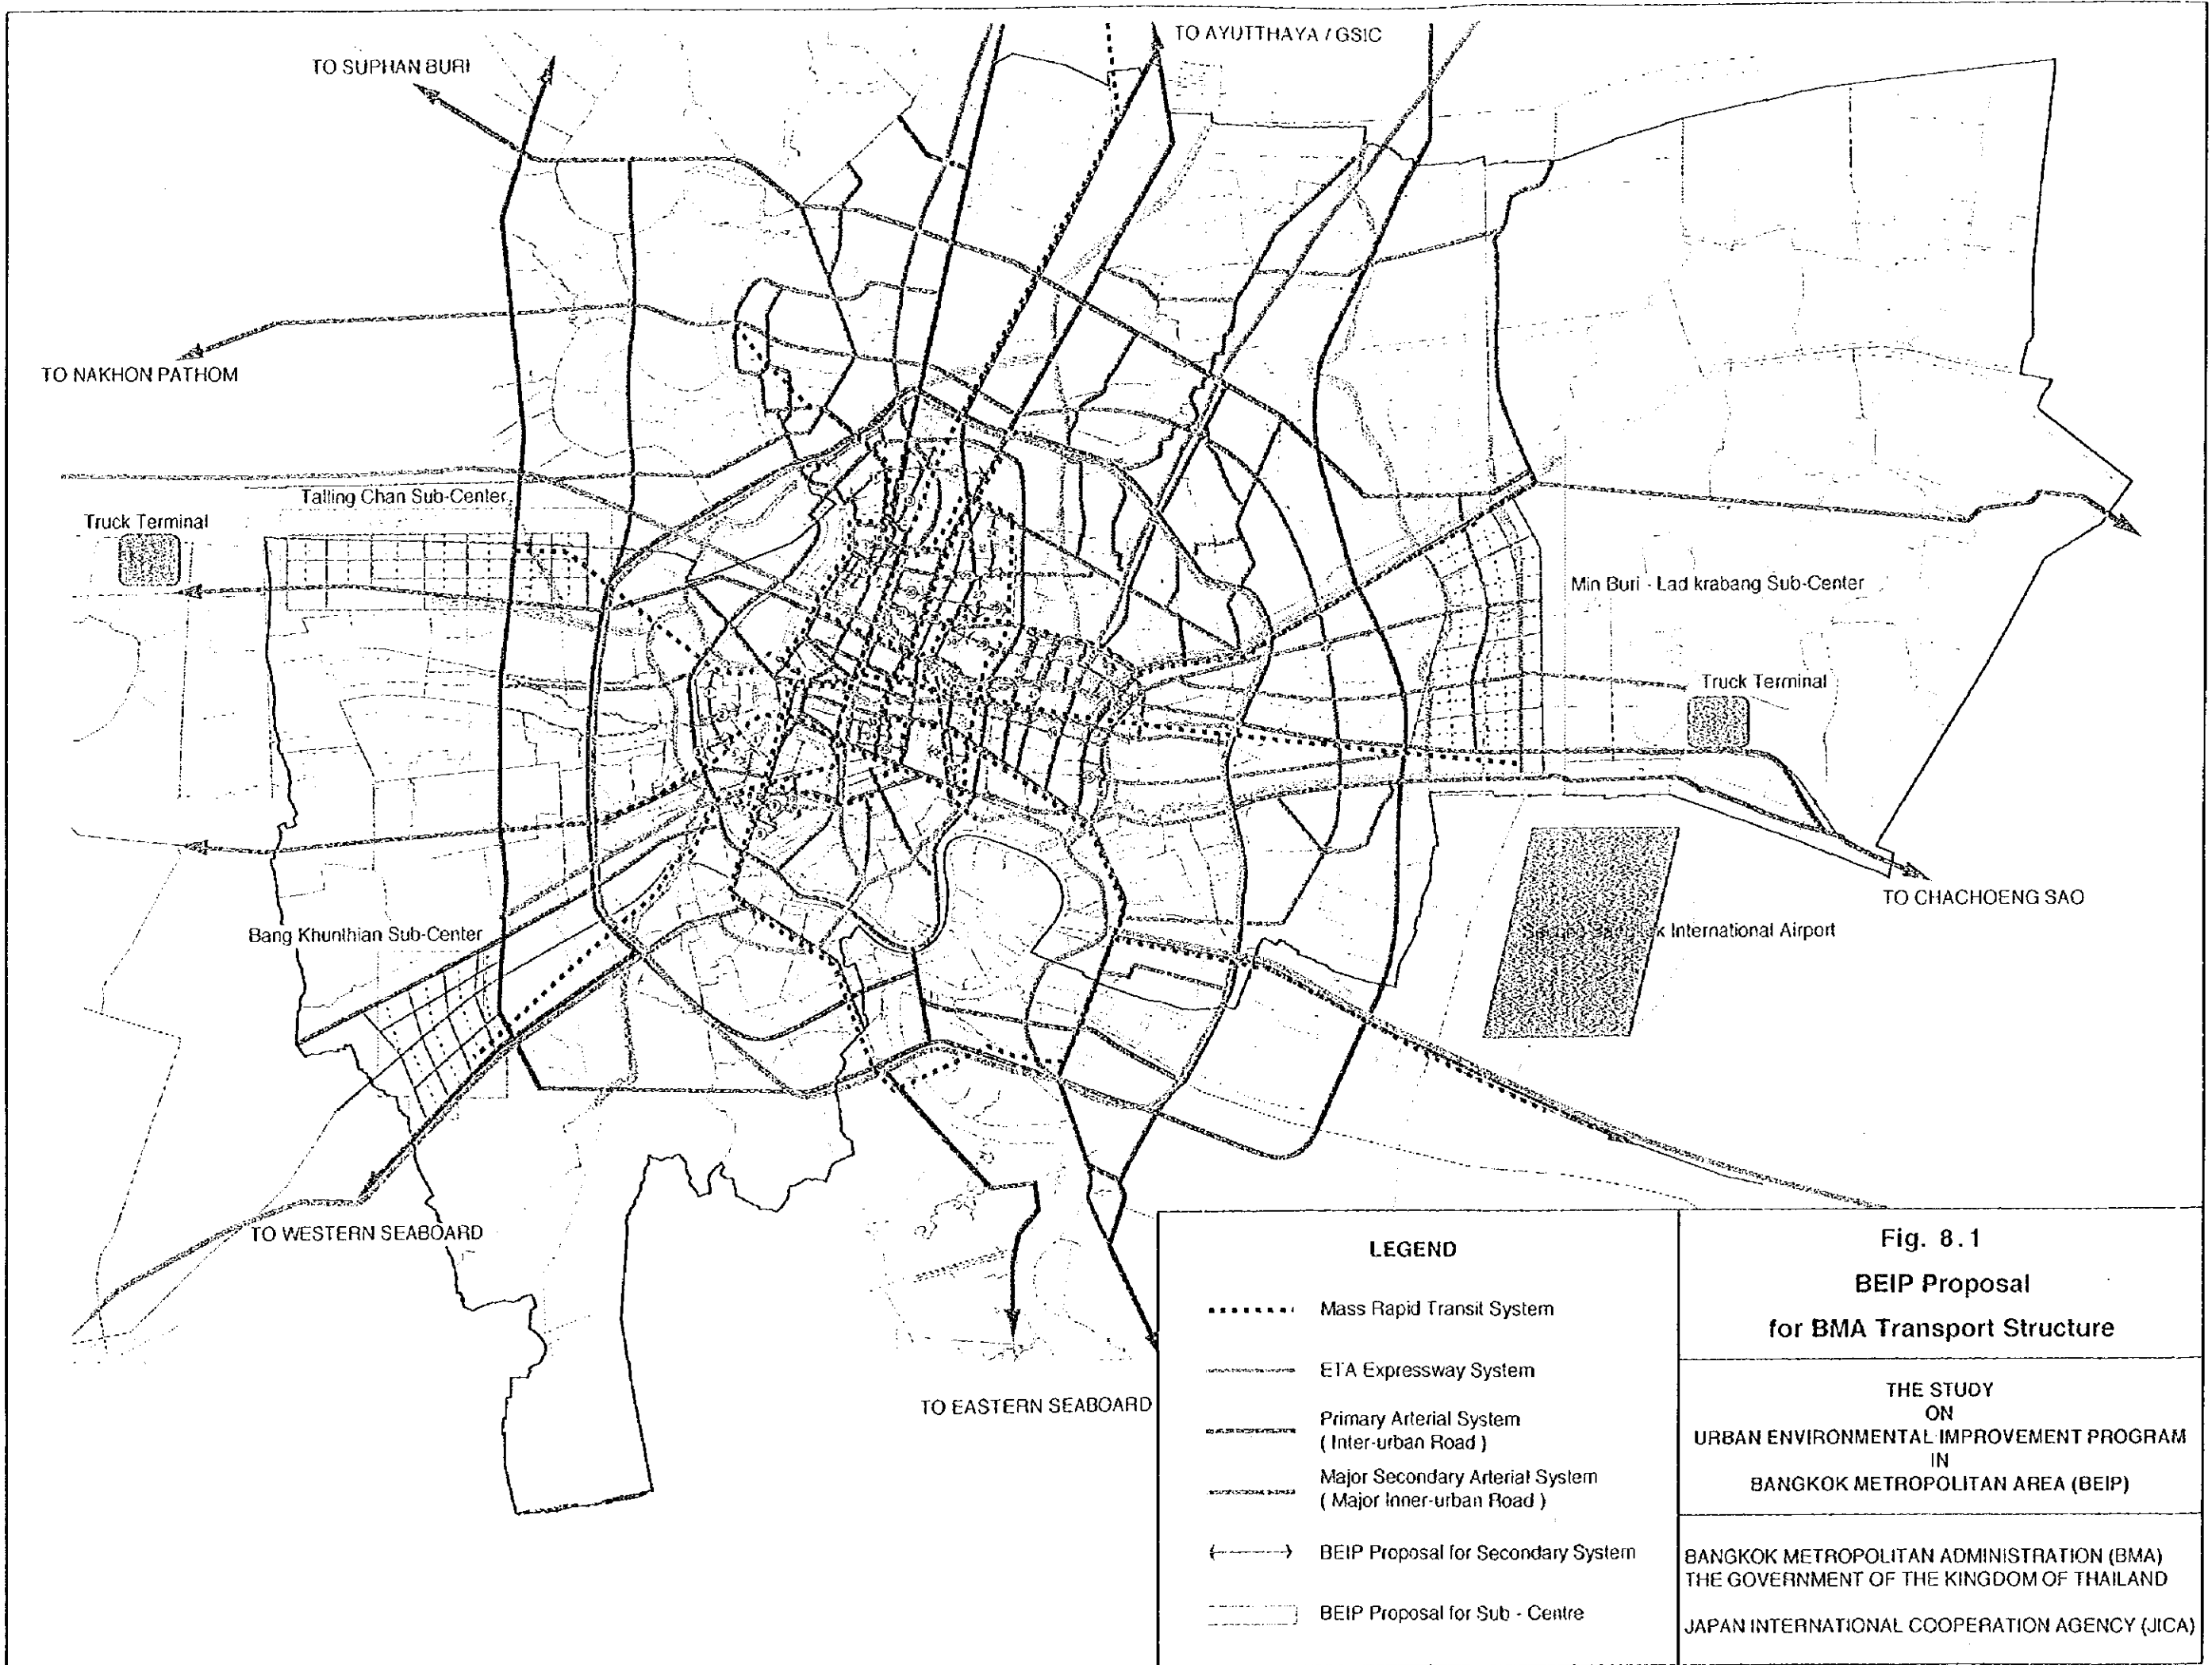 TO AYUTTHAYA / GSIC
TO SUPHAN BURI
TO NAKHON PATHOM
Talling Chan Sub-Center
Truck Terminal
Min Buri - Lad krabang Sub-Center
Truck Terminal
TO CHACHOENG SAO
International Airport
Bang Khunthian Sub-Center
TO WESTERN SEABOARD
TO EASTERN SEABOARD
LEGEND
Mass Rapid Transit System
ETA Expressway System
Primary Arterial System
( Inter-urban Road )
Major Secondary Arterial System
( Major Inner-urban Road )
BEIP Proposal for Secondary System
BEIP Proposal for Sub - Centre
Fig. 8.1
BEIP Proposal
for BMA Transport Structure
THE STUDY
ON
URBAN ENVIRONMENTAL IMPROVEMENT PROGRAM
IN
BANGKOK METROPOLITAN AREA (BEIP)
BANGKOK METROPOLITAN ADMINISTRATION (BMA)
THE GOVERNMENT OF THE KINGDOM OF THAILAND
JAPAN INTERNATIONAL COOPERATION AGENCY (JICA)